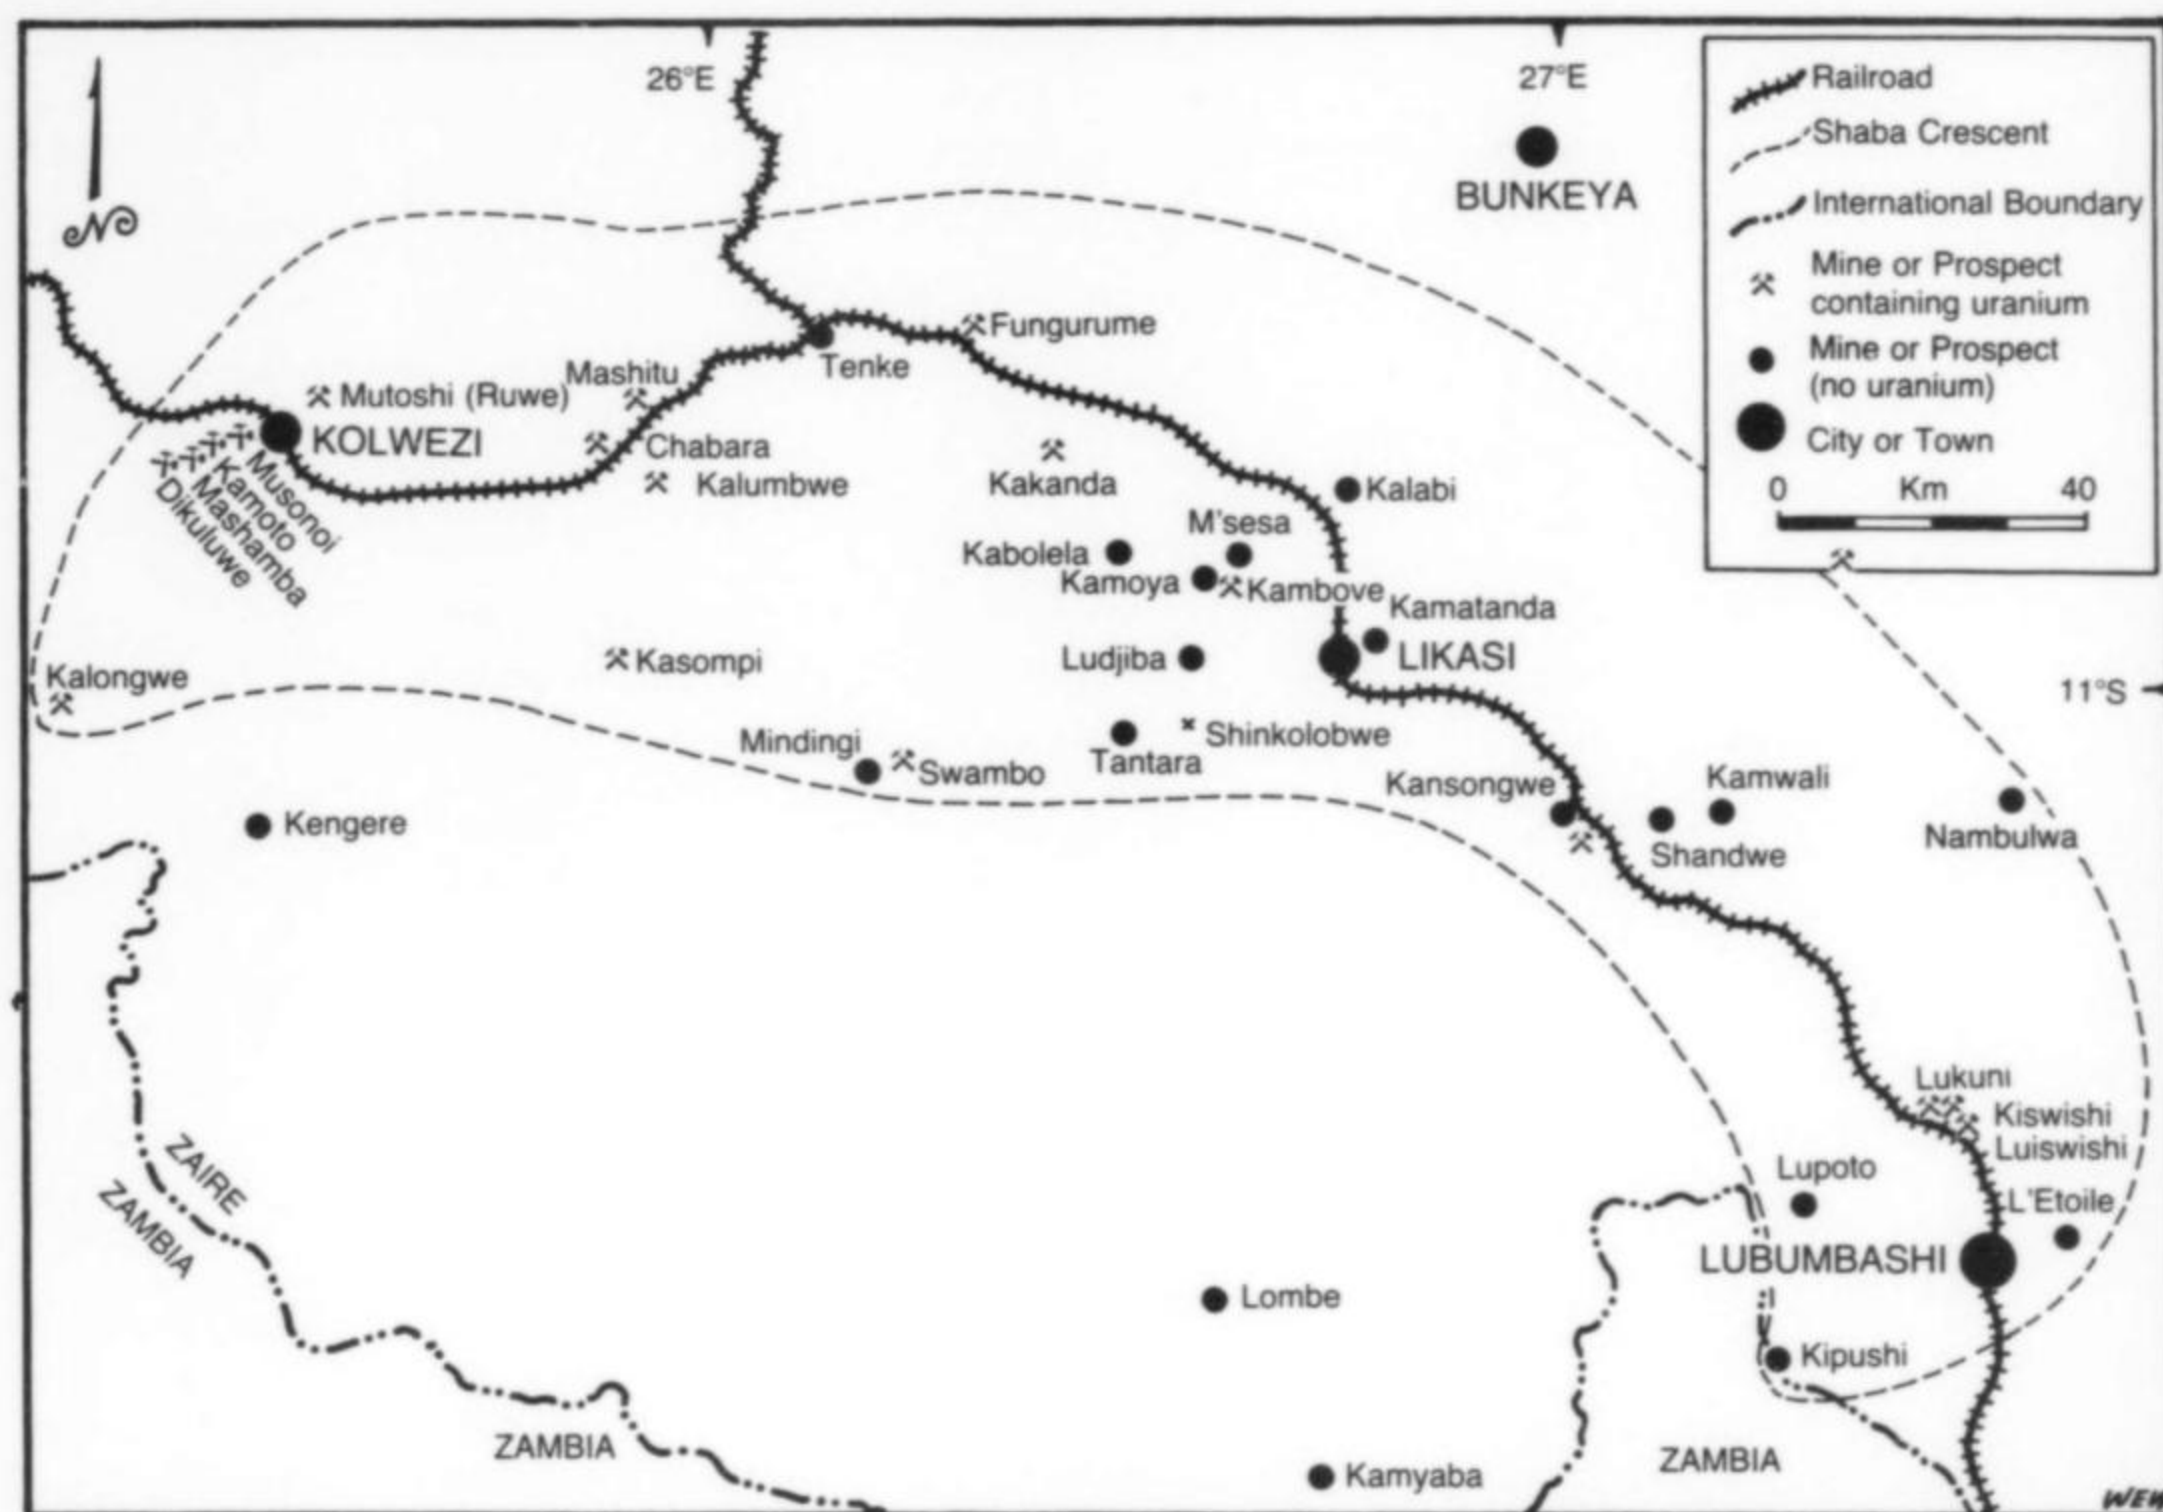 26°E
27°E
Railroad
Shaba Crescent
BUNKEYA
International Boundary
N
Mine or Prospect
containing uranium
Fungurume
Mine or Prospect
(no uranium)
Tenke
Mashitu
Mutoshi (Ruwe)
KOLWEZI
Chabara
City or Town
Kalumbwe
Kakanda
Kalabi
0 Km 40
Musonoi
Kamoto
Mashamba
Dikuluwe
M'sesa
Kabolela
Kamoya
Kambove
Kamatanda
Kasompi
Ludjiba
LIKASI
Kalongwe
11°S
Mindingi
Swambo
Tantara
Shinkolobwe
Kansongwe
Kamwali
Kengere
Shandwe
Nambulwa
Lukuni
Kiswishi
Luiswishi
ZAIRE
ZAMBIA
Lupoto
L'Etoile
LUBUMBASHI
Lombe
Kipushi
ZAMBIA
ZAMBIA
Kamyaba
WEW